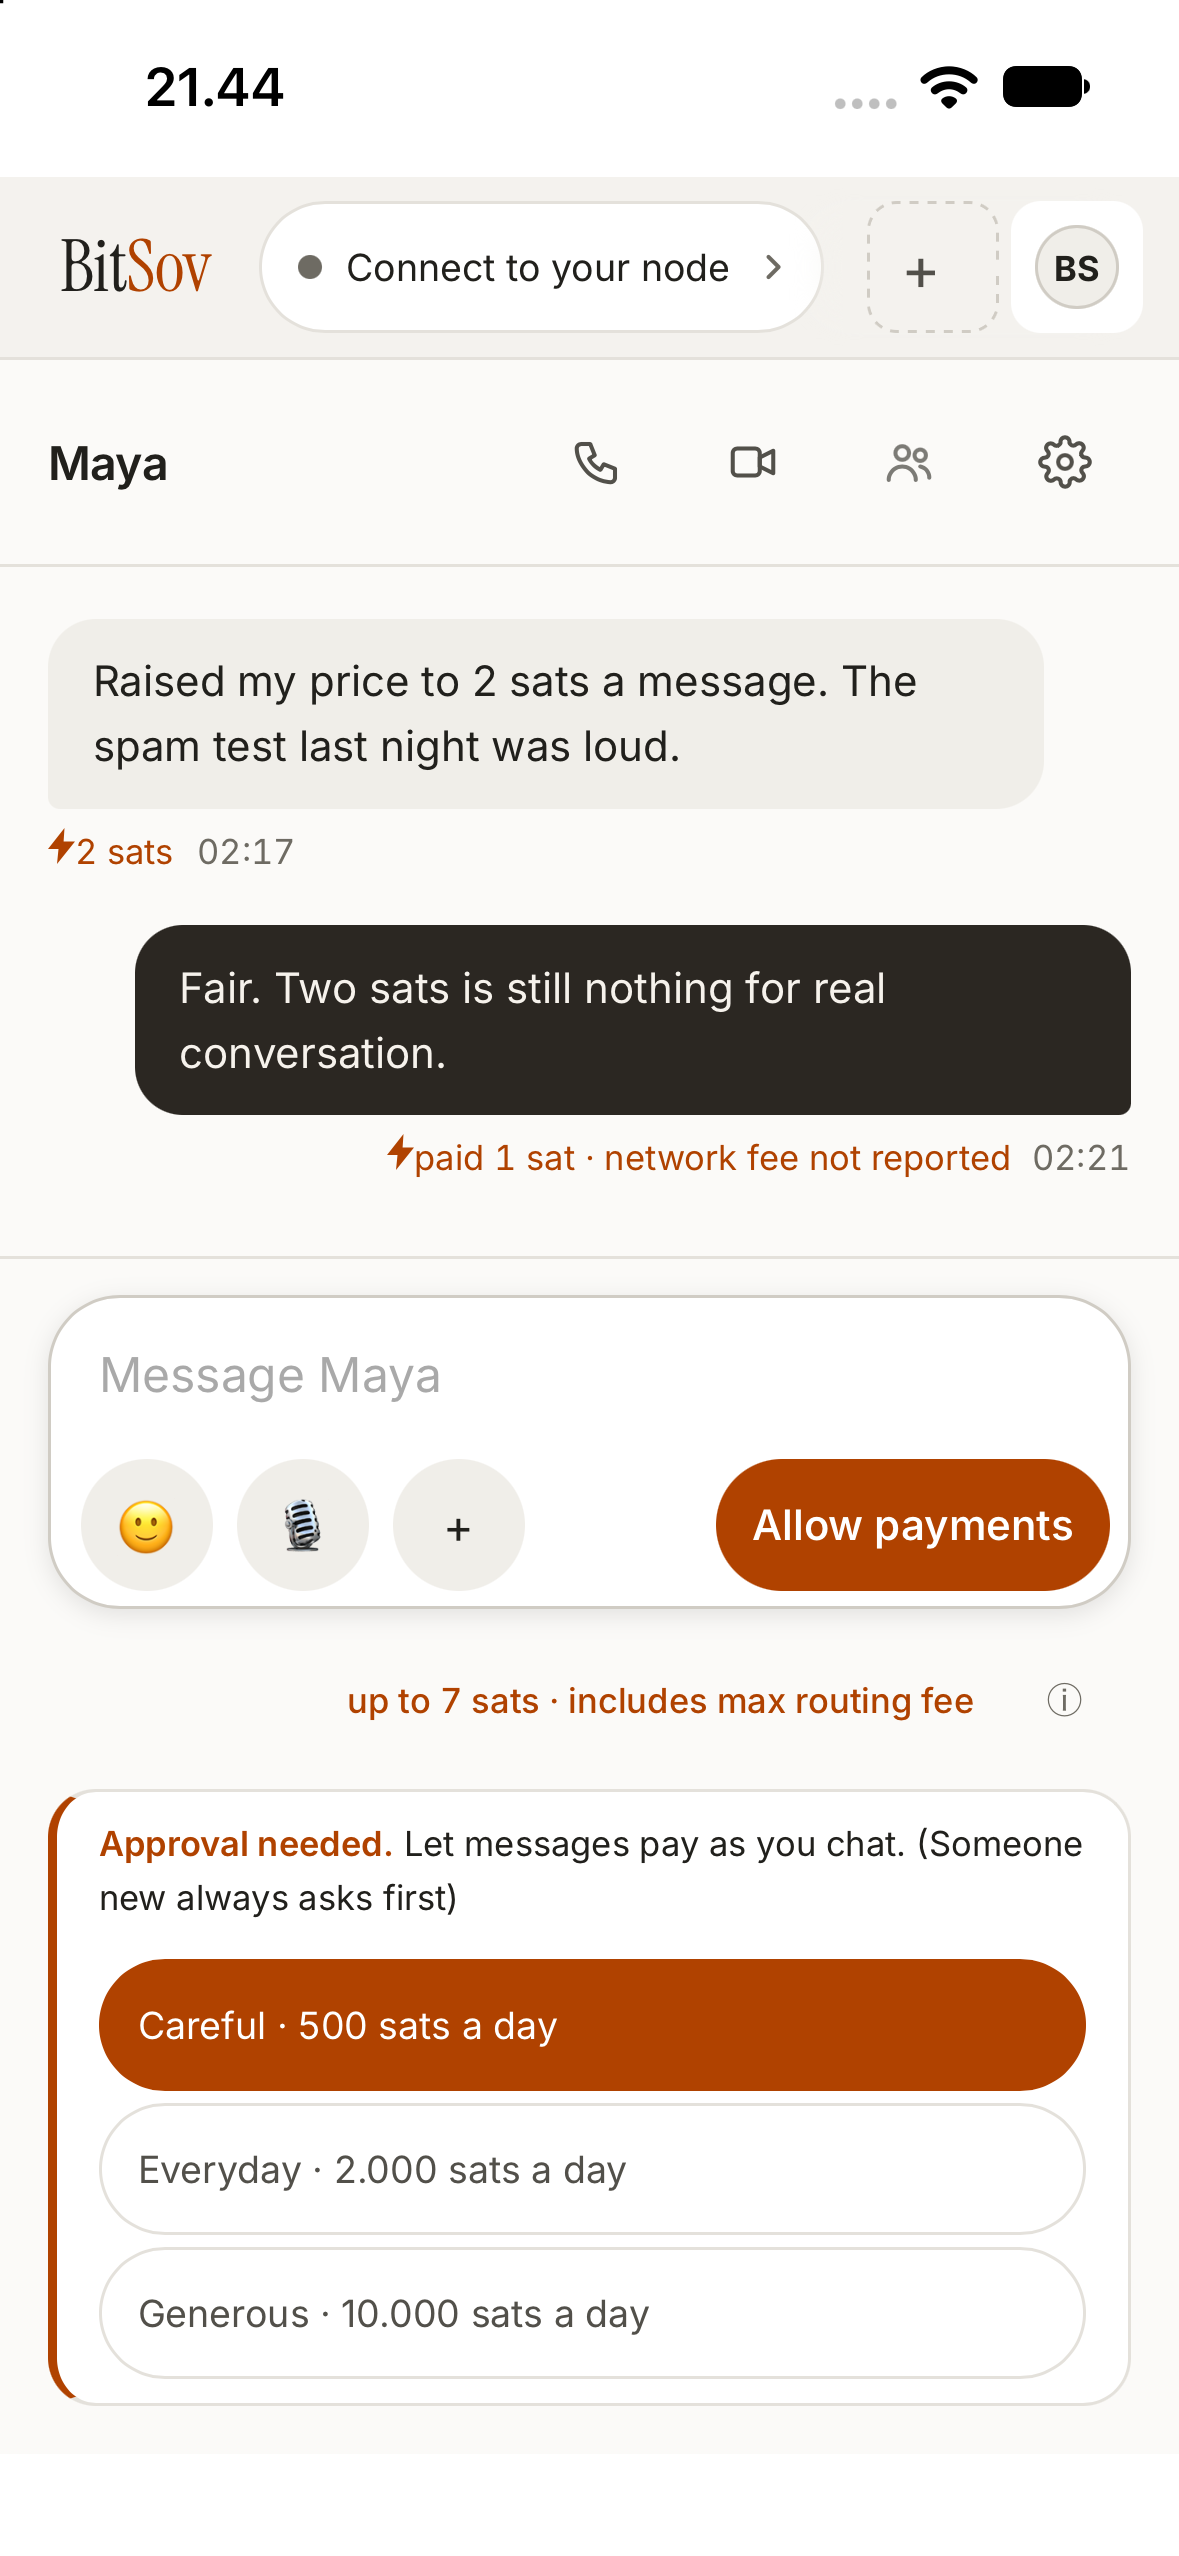 21.44
BitSov
Connect to your node
+
BS
Maya
Raised my price to 2 sats a message. The
spam test last night was loud.
2 sats 02:17
Fair. Two sats is still nothing for real
conversation.
paid 1 sat · network fee not reported 02:21
Message Maya
+
Allow payments
up to 7 sats · includes max routing fee ⓘ
Approval needed. Let messages pay as you chat. (Someone
new always asks first)
Careful · 500 sats a day
Everyday · 2.000 sats a day
Generous · 10.000 sats a day